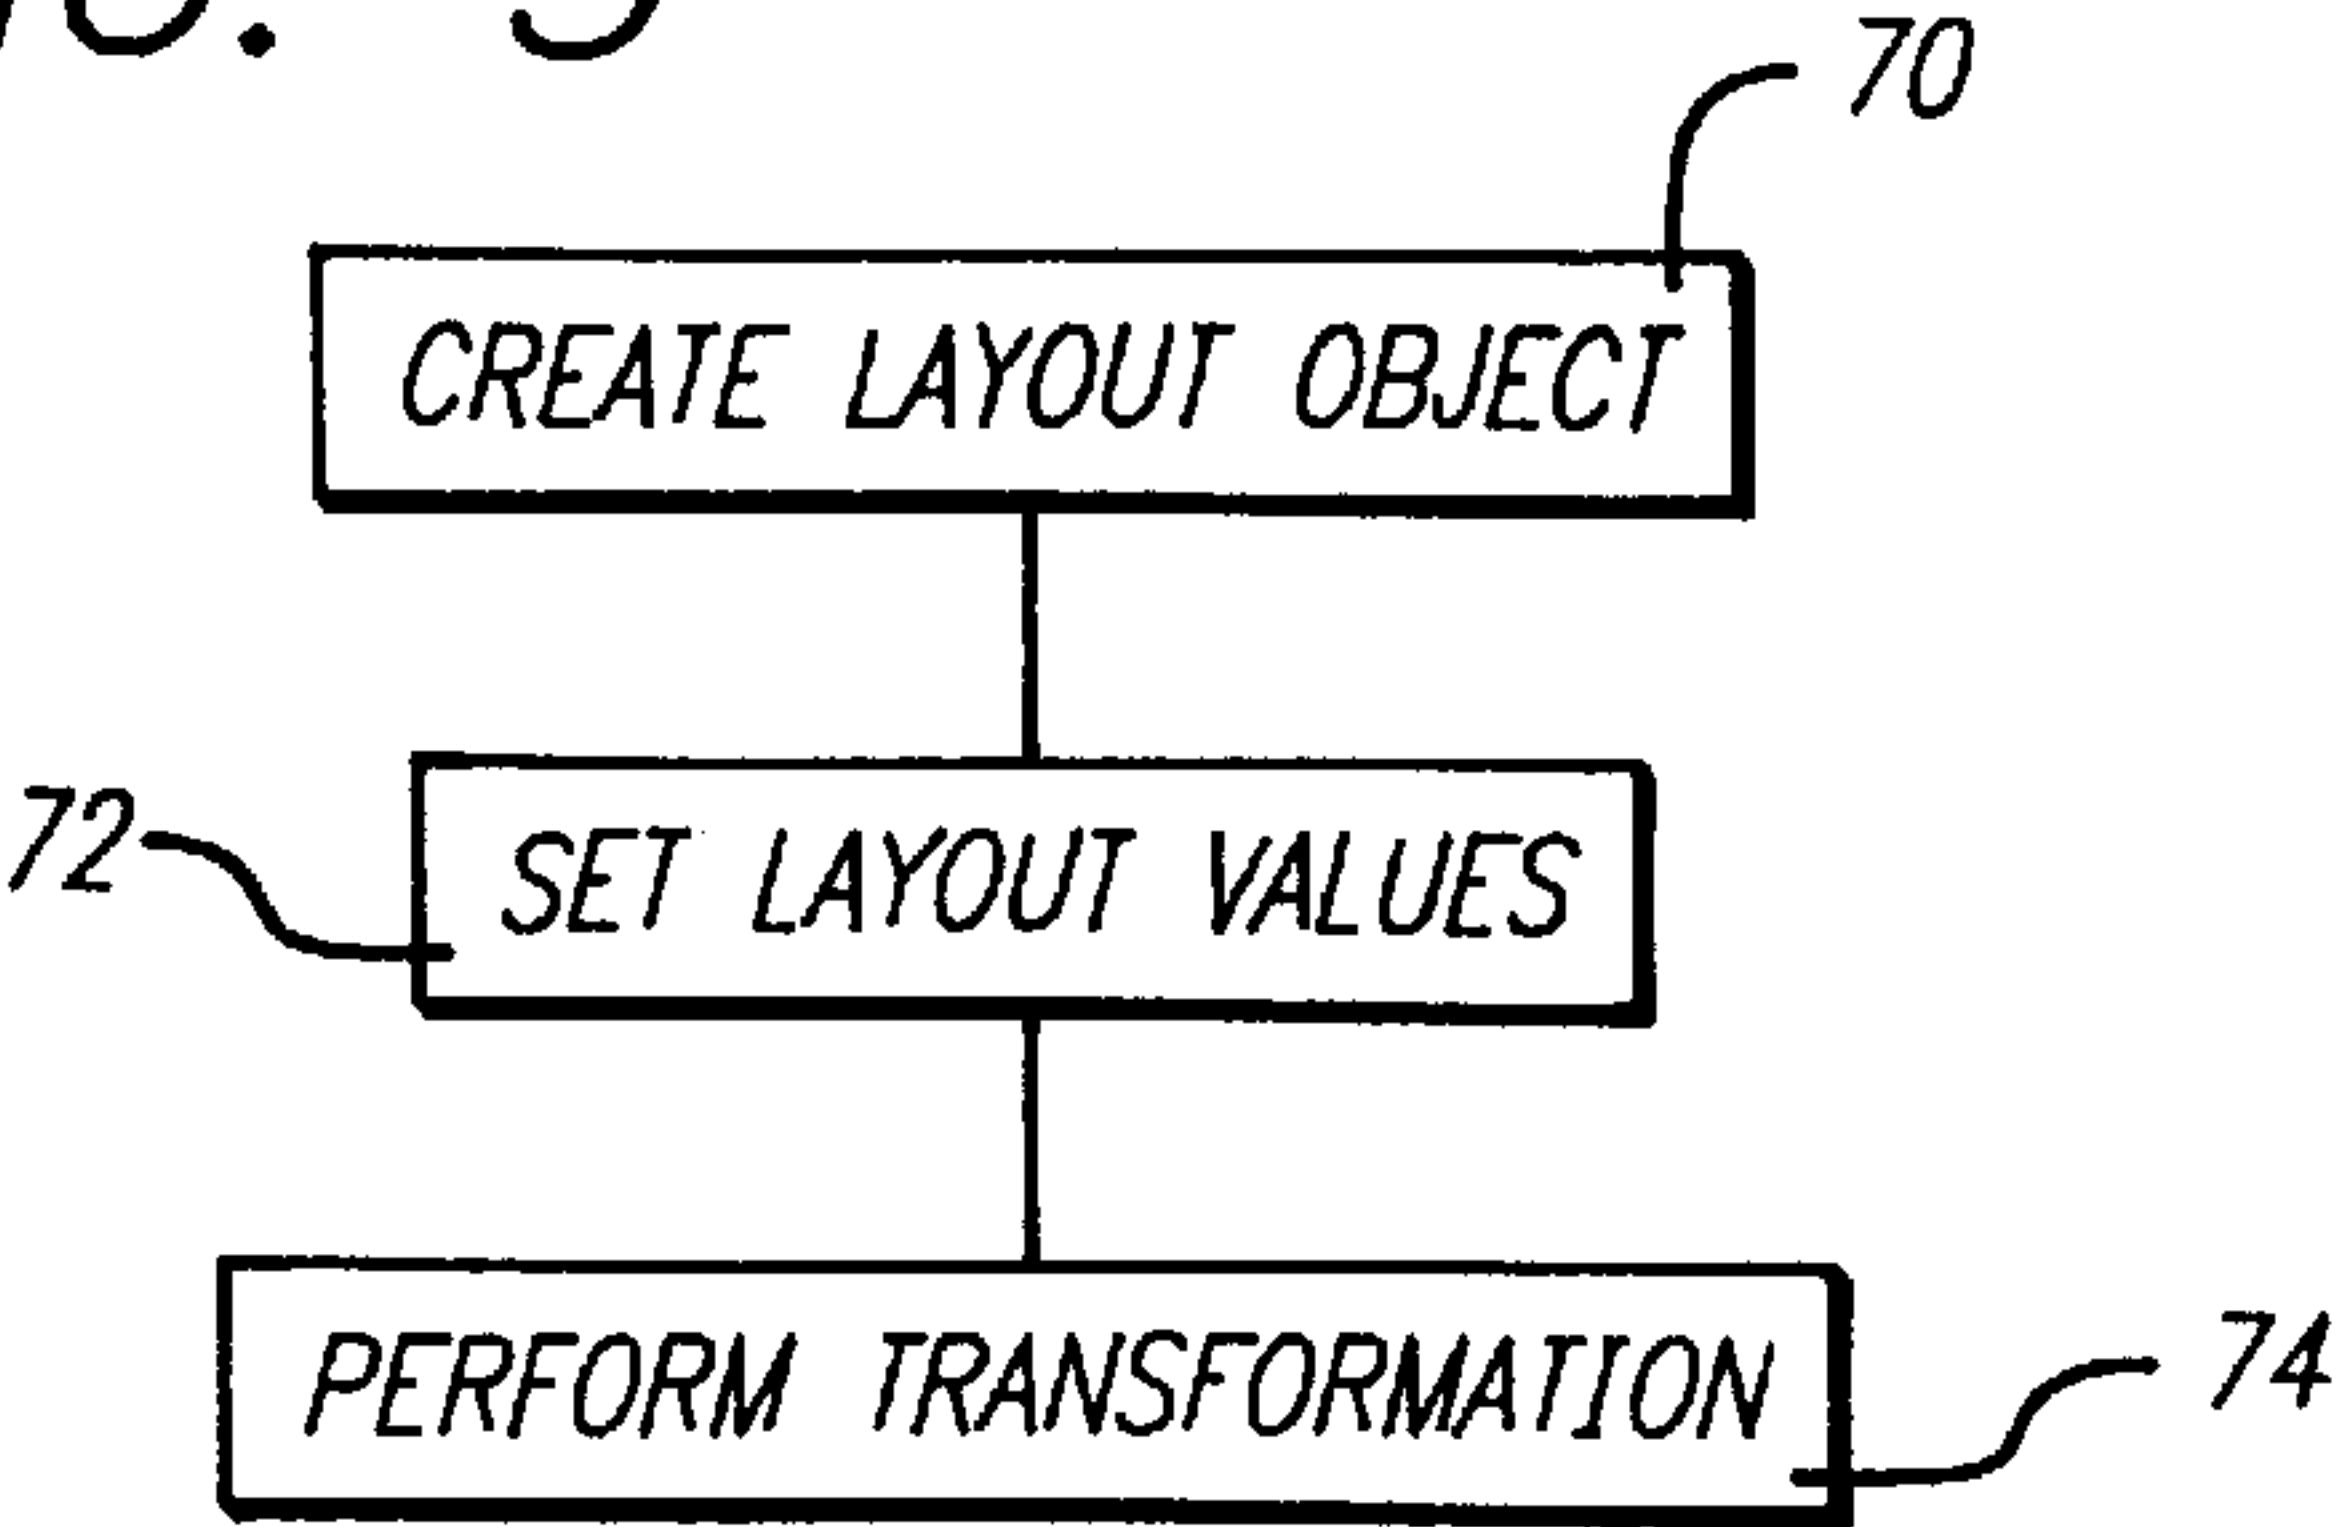 70
CREATE LAYOUT OBJECT
72
SET LAYOUT VALUES
PERFORM TRANSFORMATION
74